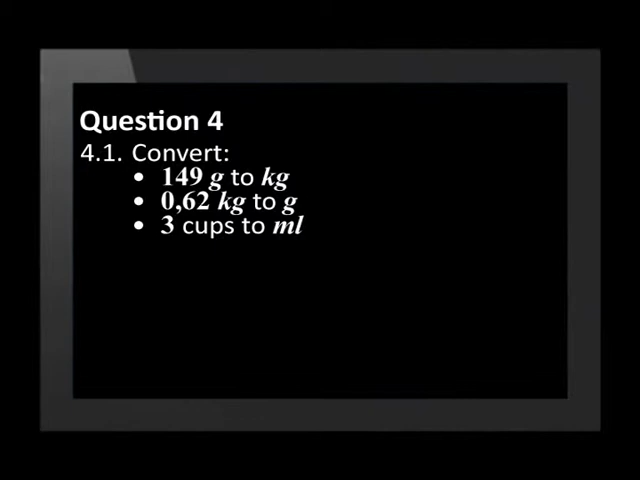 Question 4
4.1. Convert:
• 149 g to kg
• 0,62 kg to g
• 3 cups to ml